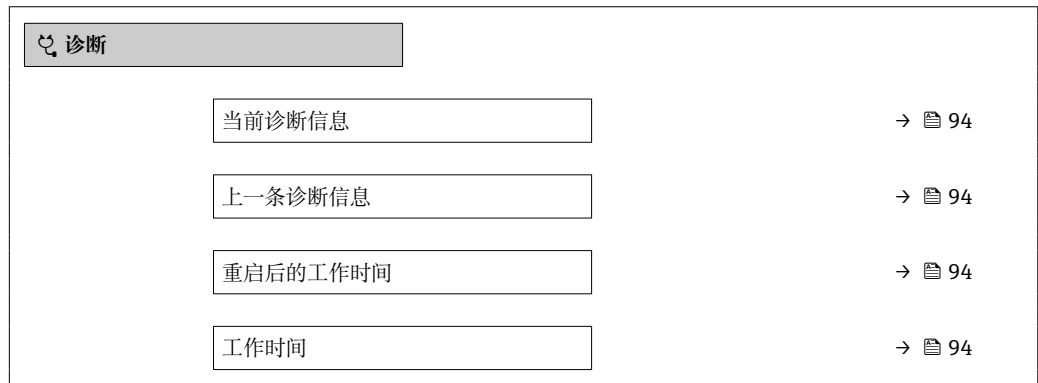 诊断
当前诊断信息 → 94
上一条诊断信息 → 94
重启后的工作时间 → 94
工作时间 → 94